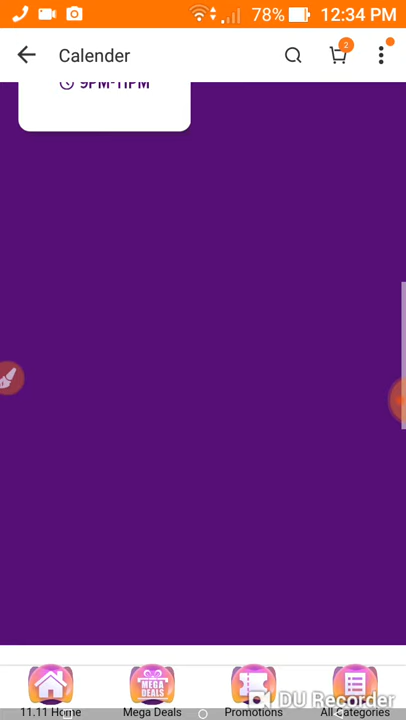 78% 12:34 PM
Calender
2
9PM-11PM
MEGA
DEALS
11.11 Home
Mega Deals
Promotions
All Categories
DU Recorder